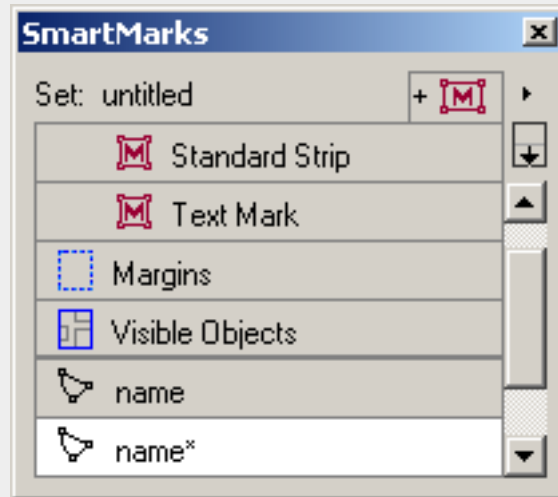 SmartMarks
Set: untitled
+ M
M Standard Strip
M Text Mark
Margins
Visible Objects
name
name*